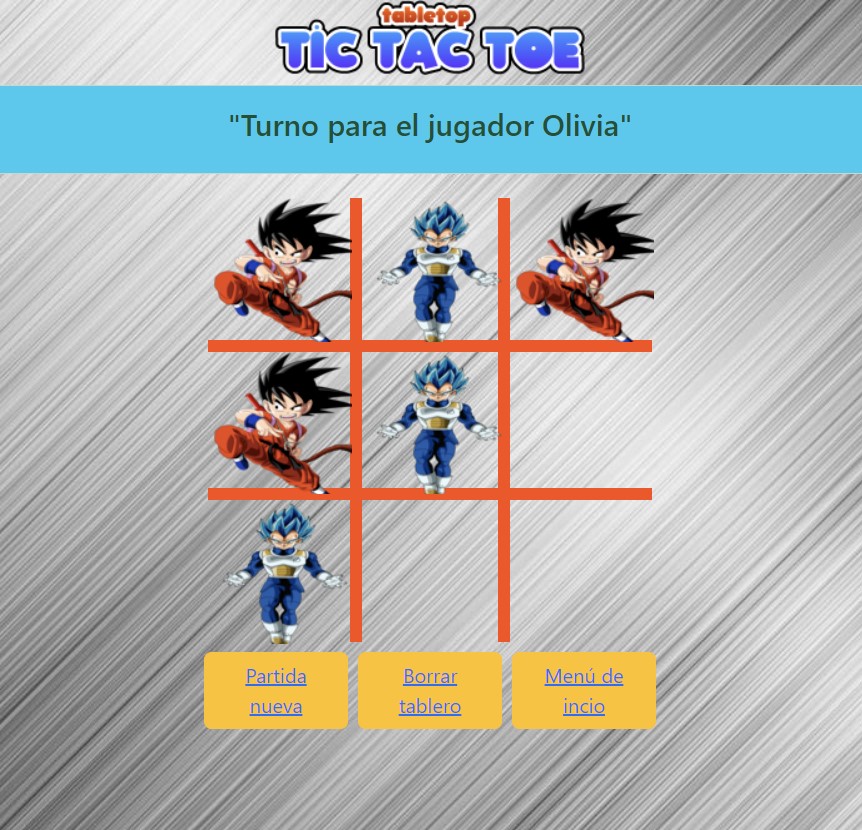 tabletop
TIC TAC TOE
"Turno para el jugador Olivia"
Partida
nueva
Borrar
tablero
Menú de
incio